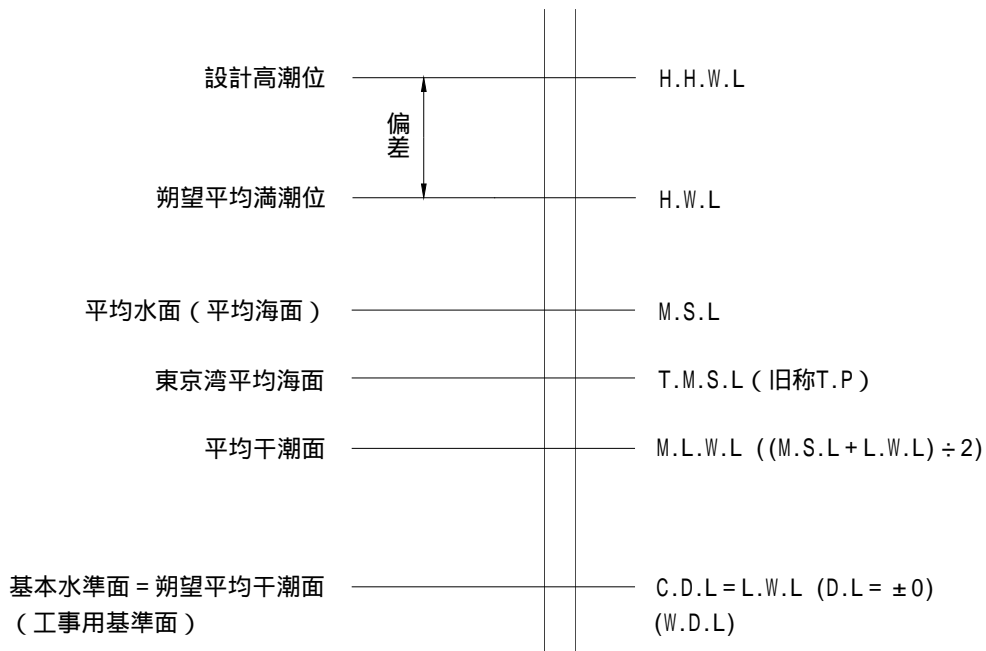 設計高潮位 H.H.W.L
偏差
朔望平均満潮位 H.W.L
平均水面(平均海面) M.S.L
東京湾平均海面 T.M.S.L(旧称T.P)
平均干潮面 M.L.W.L ((M.S.L+L.W.L)÷2)
基本水準面=朔望平均干潮面 C.D.L=L.W.L (D.L=±0)
(工事用基準面) (W.D.L)